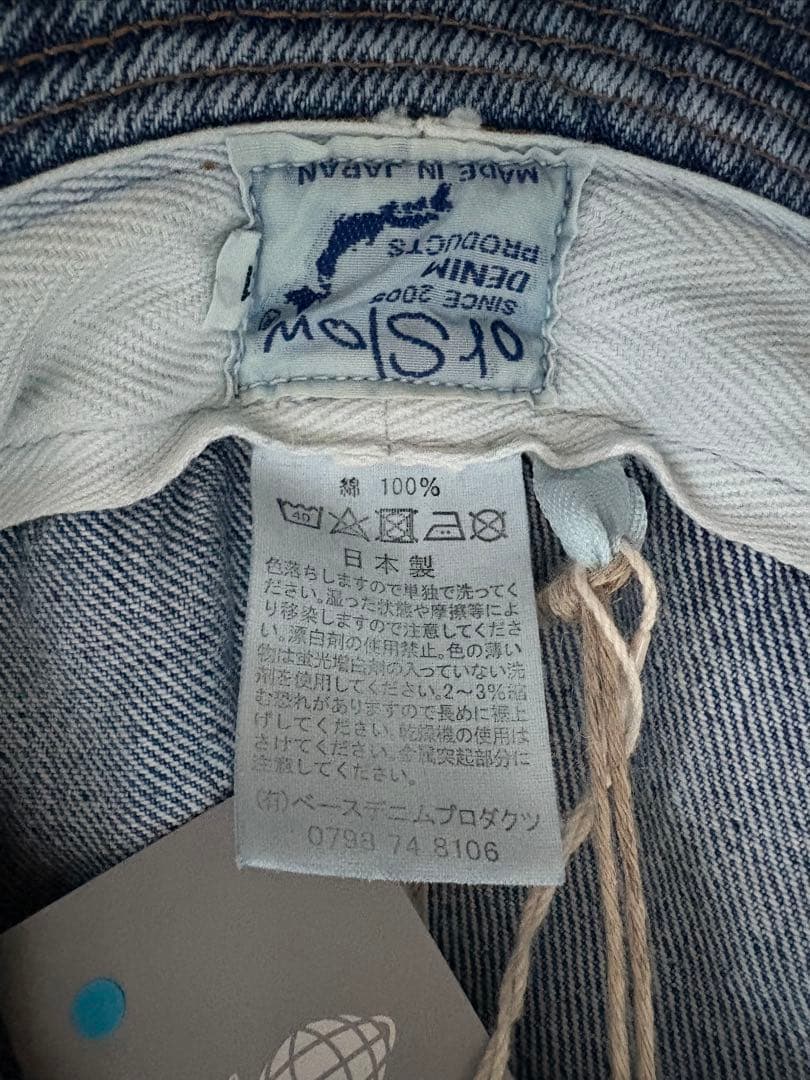 orSlow
SINCE 2005
DENIM
PRODUCTS
MADE IN JAPAN
1
綿 100%
40
日本製
色落ちしますので単独で洗ってく
ださい。湿った状態や摩擦等によ
り移染しますので注意してくださ
い。漂白剤の使用禁止。色の薄い
物は蛍光増白剤の入っていない洗
剤を使用してください。2～3%縮
む恐れがありますので長めに裾上
げしてください。乾燥機の使用は
さけてください。金属突起部分に
注意してください。
(有)ベースデニムプロダクツ
0798 74 8106